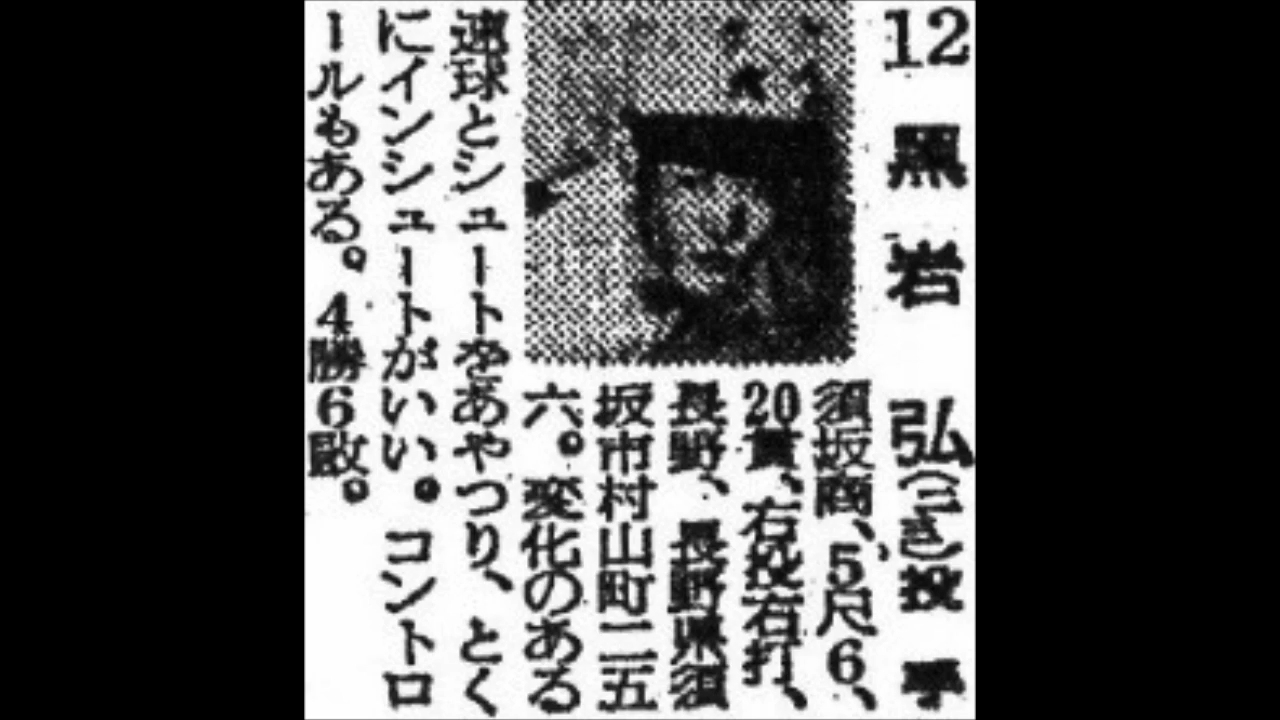 12 黒岩 弘(二三)投手
須坂商、5尺6、
20貫、右投右打、
長野、長野県須
坂市村山町二五
六。変化のある
速球とシュートをあやつり、とく
にインシュートがいい。コントロ
ールもある。4勝6敗。